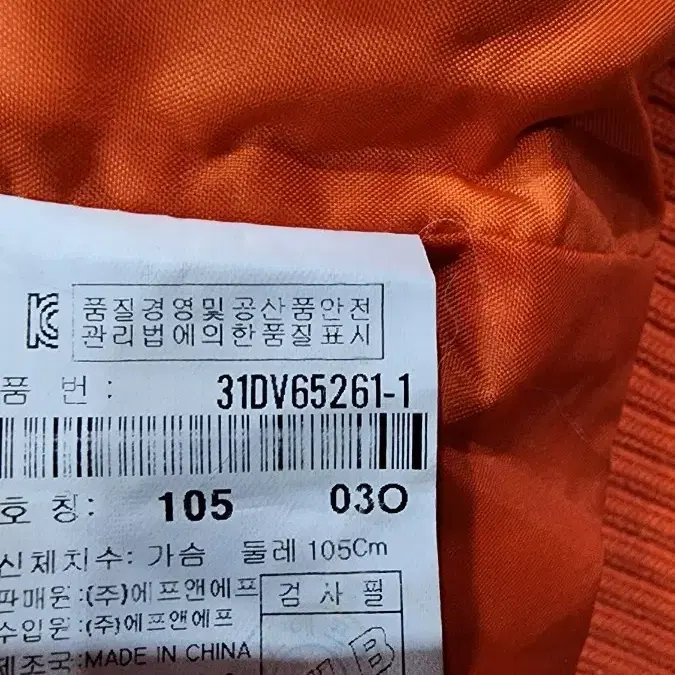 품질경영및공산품안전
관리법에의한품질표시
품 번 : 31DV65261-1
호 칭: 105 03O
신체치수: 가슴 둘레 105Cm
판매원:(주)에프앤에프
수입원:(주)에프앤에프
검 사 필
제조국:MADE IN CHINA